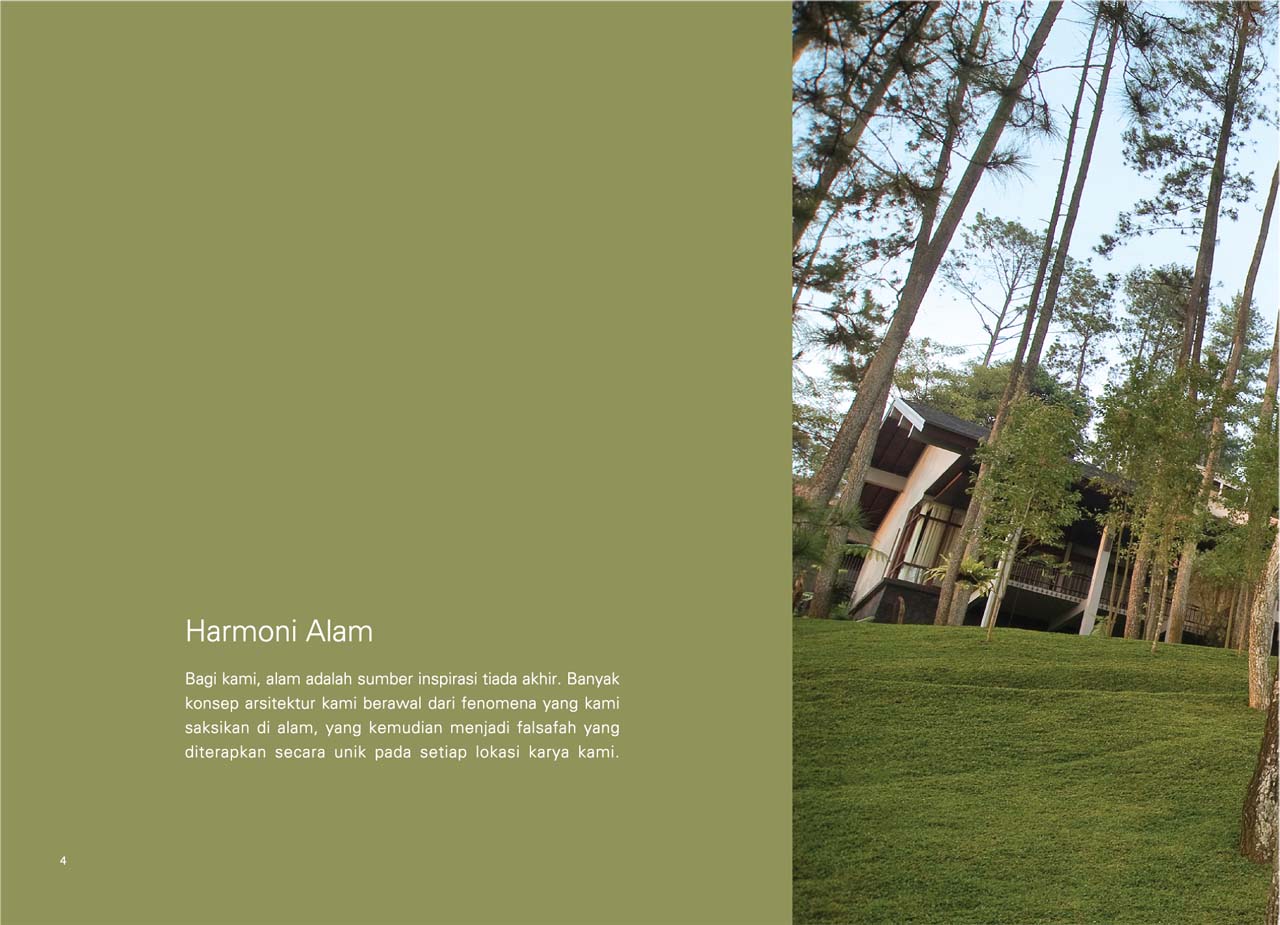 Harmoni Alam
Bagi kami, alam adalah sumber inspirasi tiada akhir. Banyak
konsep arsitektur kami berawal dari fenomena yang kami
saksikan di alam, yang kemudian menjadi falsafah yang
diterapkan secara unik pada setiap lokasi karya kami.
4